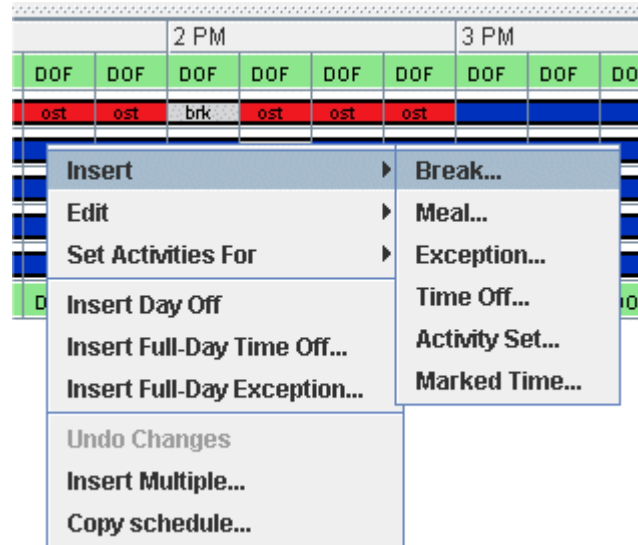 2 PM 3 PM
DOF DOF DOF DOF DOF DOF DOF DOF DO
ost ost brk ost ost ost
Insert Break...
Edit Meal...
Set Activities For Exception...
Insert Day Off Time Off...
Insert Full-Day Time Off... Activity Set...
Insert Full-Day Exception... Marked Time...
Undo Changes
Insert Multiple...
Copy schedule...